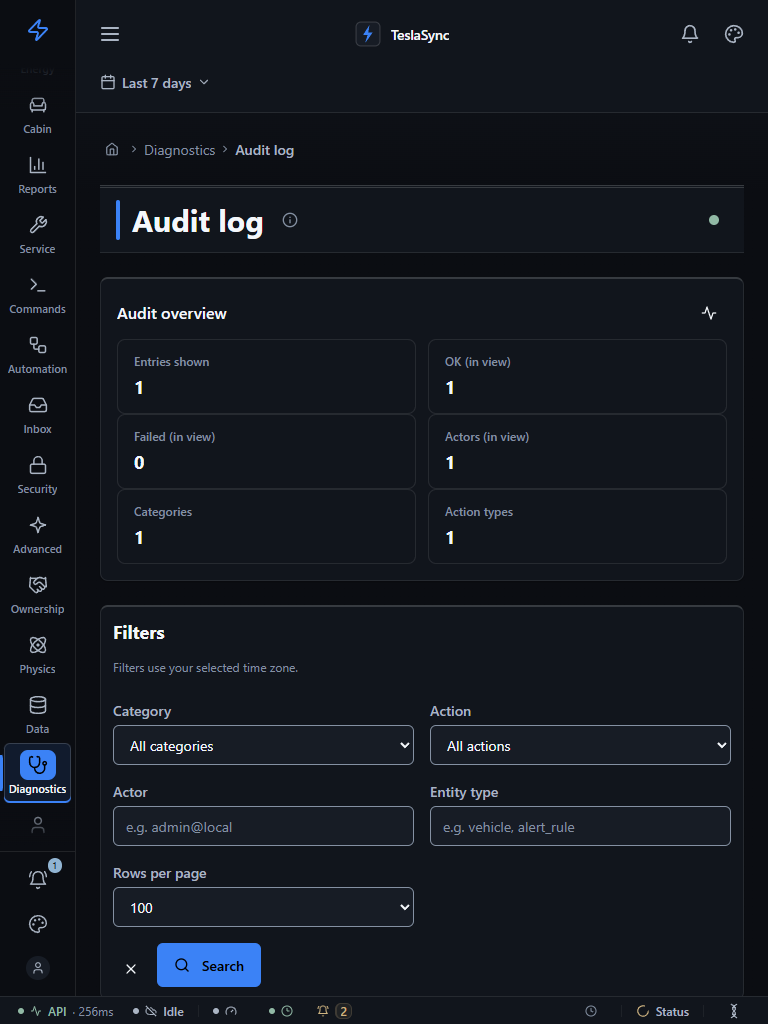 TeslaSync
Last 7 days
Energy
Cabin
Reports
Service
Commands
Automation
Inbox
Security
Advanced
Ownership
Physics
Data
Diagnostics
1
Diagnostics
Audit log
Audit log
Audit overview
Entries shown
1
OK (in view)
1
Failed (in view)
0
Actors (in view)
1
Categories
1
Action types
1
Filters
Filters use your selected time zone.
Category
Action
All categories
All actions
Actor
Entity type
e.g. admin@local
e.g. vehicle, alert_rule
Rows per page
100
Search
API · 256ms
Idle
2
Status